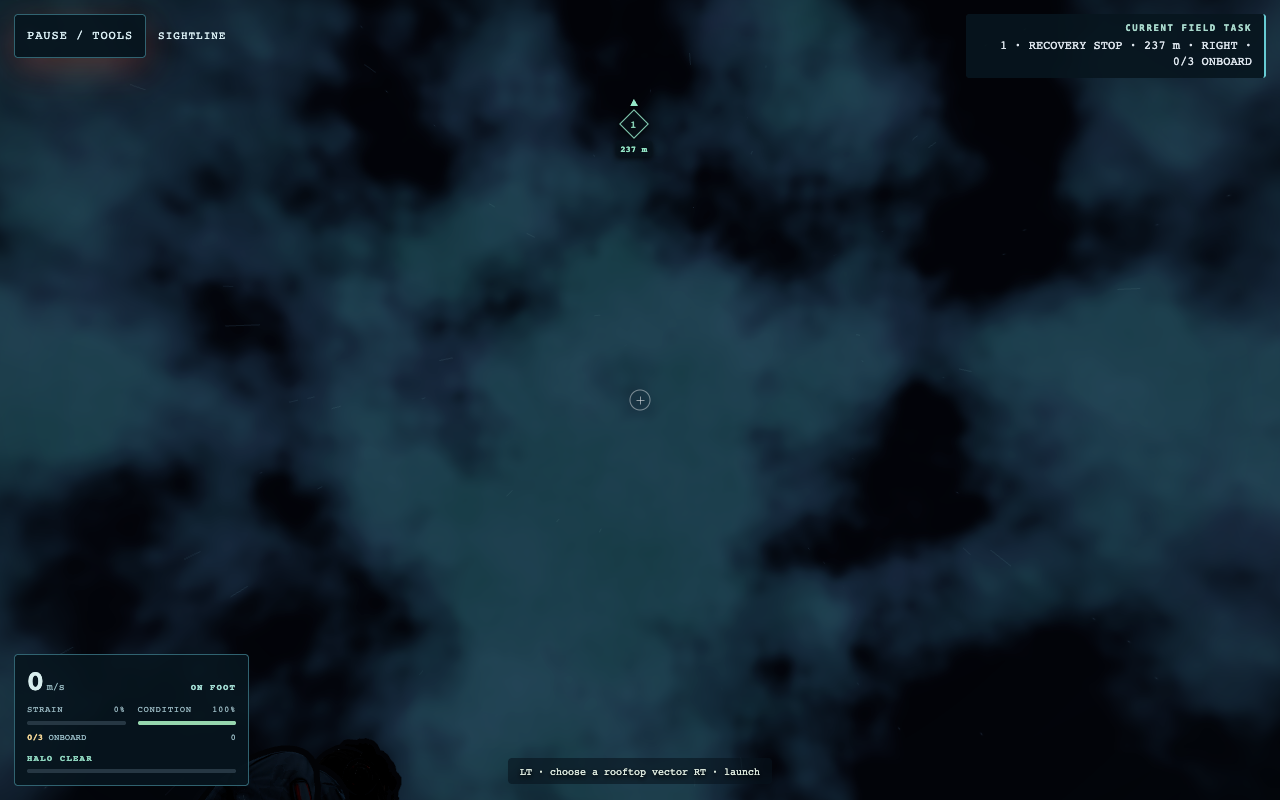 PAUSE / TOOLS
SIGHTLINE
CURRENT FIELD TASK
1 · RECOVERY STOP · 237 m · RIGHT ·
0/3 ONBOARD
1
237 m
0 m/s
ON FOOT
STRAIN 0%
CONDITION 100%
0/3 ONBOARD 0
HALO CLEAR
LT · choose a rooftop vector RT · launch